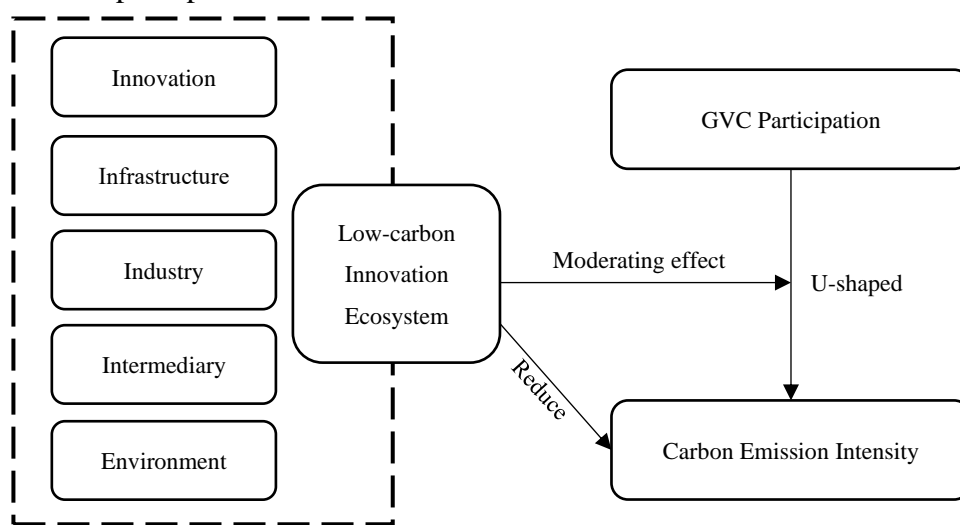 Innovation
Infrastructure
Industry
Intermediary
Environment
Low-carbon
Innovation
Ecosystem
Moderating effect
Reduce
GVC Participation
U-shaped
Carbon Emission Intensity